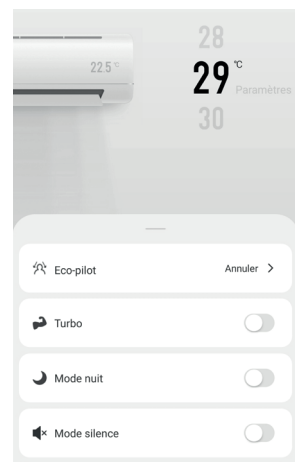 28
22.5 °C
29 °C
Paramètres
30
Eco-pilot
Annuler
Turbo
Mode nuit
Mode silence